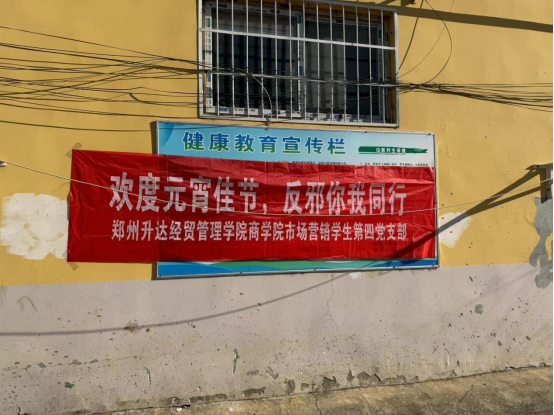 健康教育宣传栏
欢度元宵佳节，反邪你我同行
郑州升达经贸管理学院商学院市场营销学生第四党支部